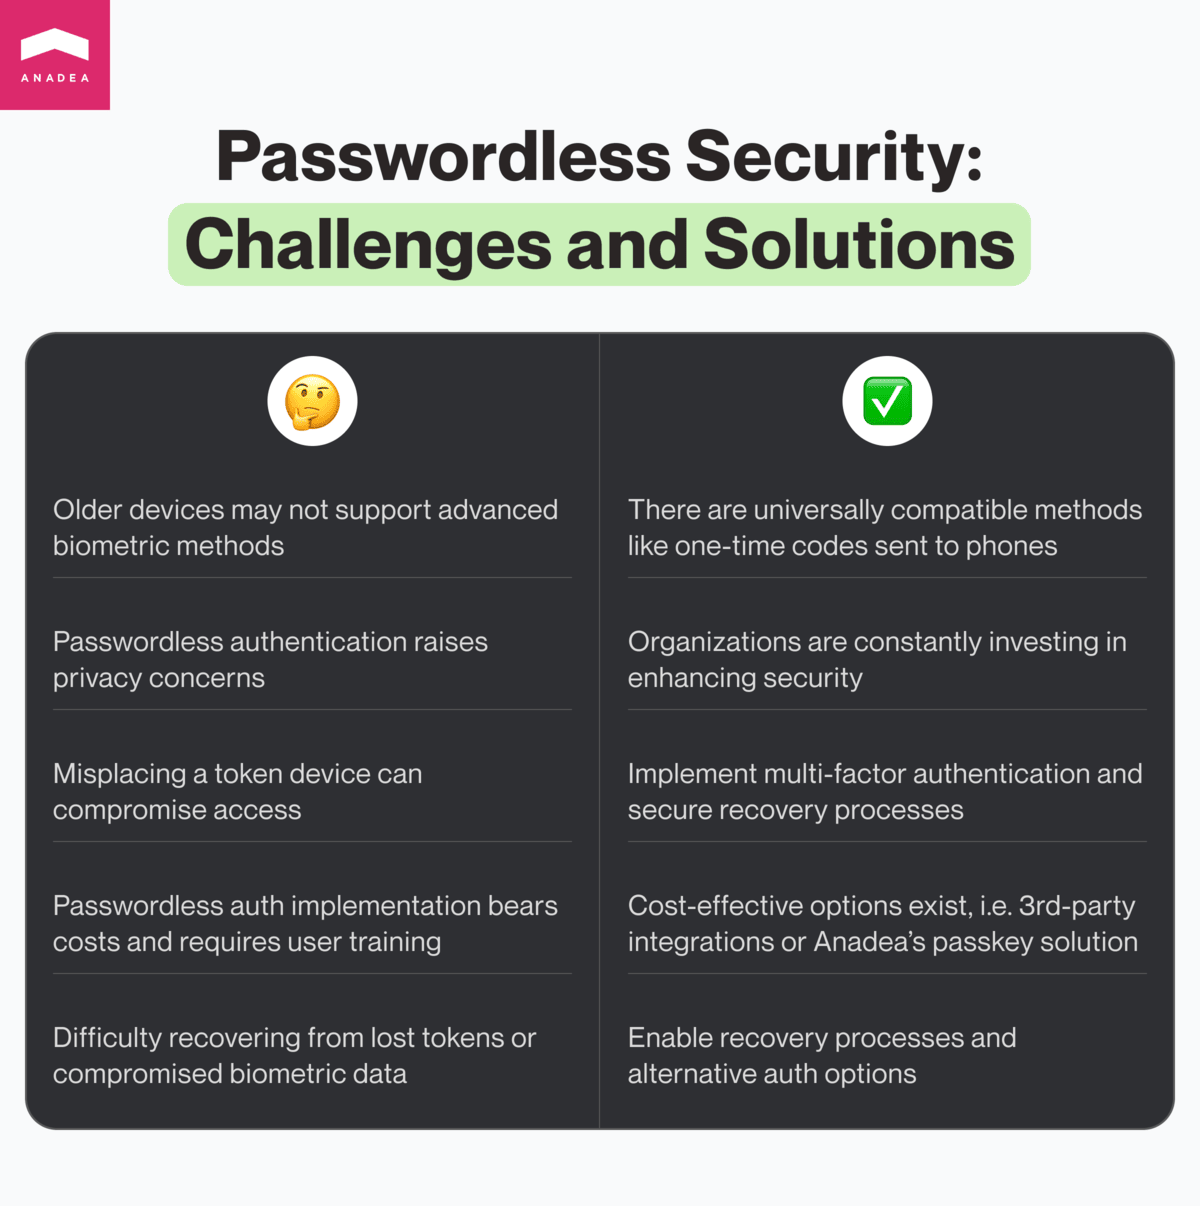 ANADEA
Passwordless Security:
Challenges and Solutions
Older devices may not support advanced
biometric methods
There are universally compatible methods
like one-time codes sent to phones
Passwordless authentication raises
privacy concerns
Organizations are constantly investing in
enhancing security
Misplacing a token device can
compromise access
Implement multi-factor authentication and
secure recovery processes
Passwordless auth implementation bears
costs and requires user training
Cost-effective options exist, i.e. 3rd-party
integrations or Anadea’s passkey solution
Difficulty recovering from lost tokens or
compromised biometric data
Enable recovery processes and
alternative auth options